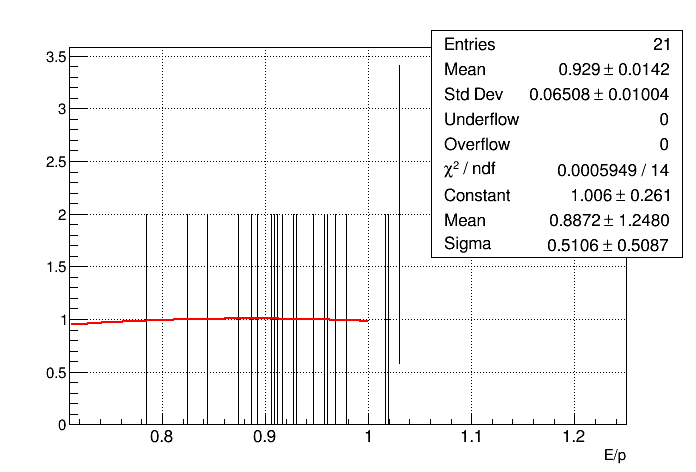 Entries 21
Mean 0.929 ± 0.0142
Std Dev 0.06508 ± 0.01004
Underflow 0
Overflow 0
χ² / ndf 0.0005949 / 14
Constant 1.006 ± 0.261
Mean 0.8872 ± 1.2480
Sigma 0.5106 ± 0.5087
3.5
3
2.5
2
1.5
1
0.5
0
0.8 0.9 1 1.1 1.2
E/p